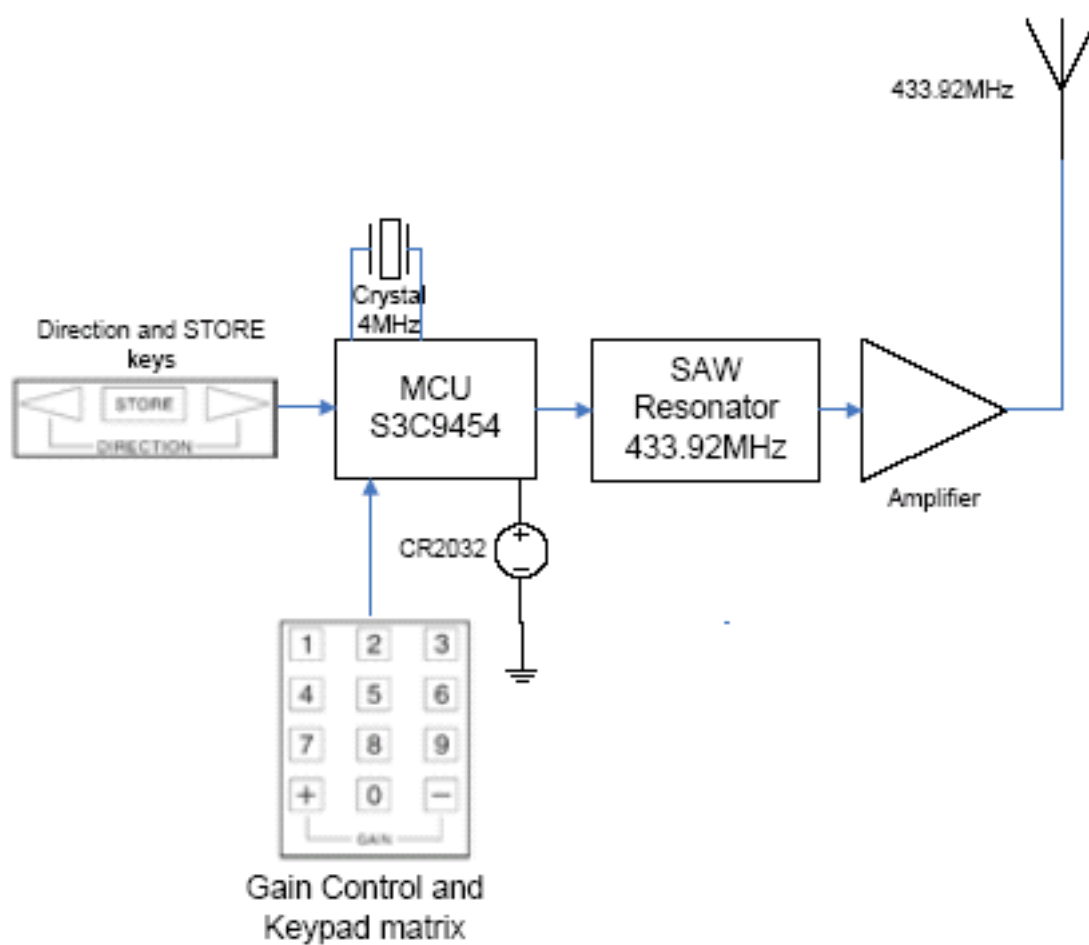 433.92MHz
Crystal
4MHz
Direction and STORE
keys
STORE
DIRECTION
MCU
S3C9454
SAW
Resonator
433.92MHz
Amplifier
CR2032
+
−
1 2 3
4 5 6
7 8 9
+ 0 −
GAIN
Gain Control and
Keypad matrix